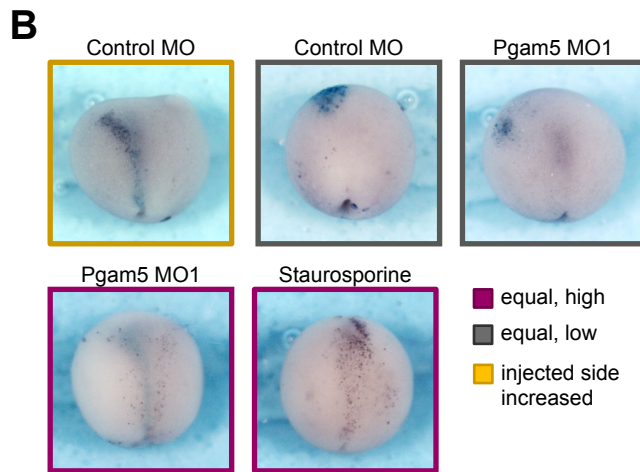 B
Control MO
Control MO
Pgam5 MO1
Pgam5 MO1
Staurosporine
equal, high
equal, low
injected side
increased